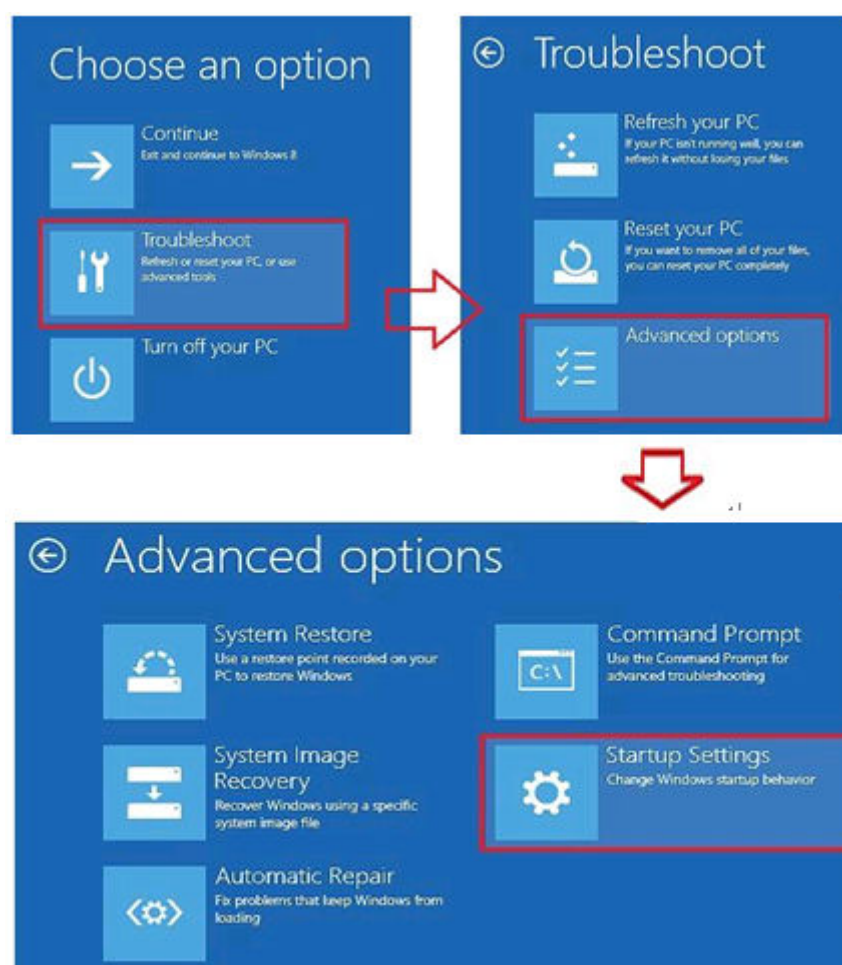 Choose an option
Continue
Exit and continue to Windows 8
Troubleshoot
Refresh or reset your PC, or use
advanced tools
Turn off your PC
Troubleshoot
Refresh your PC
If your PC isn't running well, you can
refresh it without losing your files
Reset your PC
If you want to remove all of your files,
you can reset your PC completely
Advanced options
Advanced options
System Restore
Use a restore point recorded on your
PC to restore Windows
System Image
Recovery
Recover Windows using a specific
system image file
Automatic Repair
Fix problems that keep Windows from
loading
C:\
Command Prompt
Use the Command Prompt for
advanced troubleshooting
Startup Settings
Change Windows startup behavior